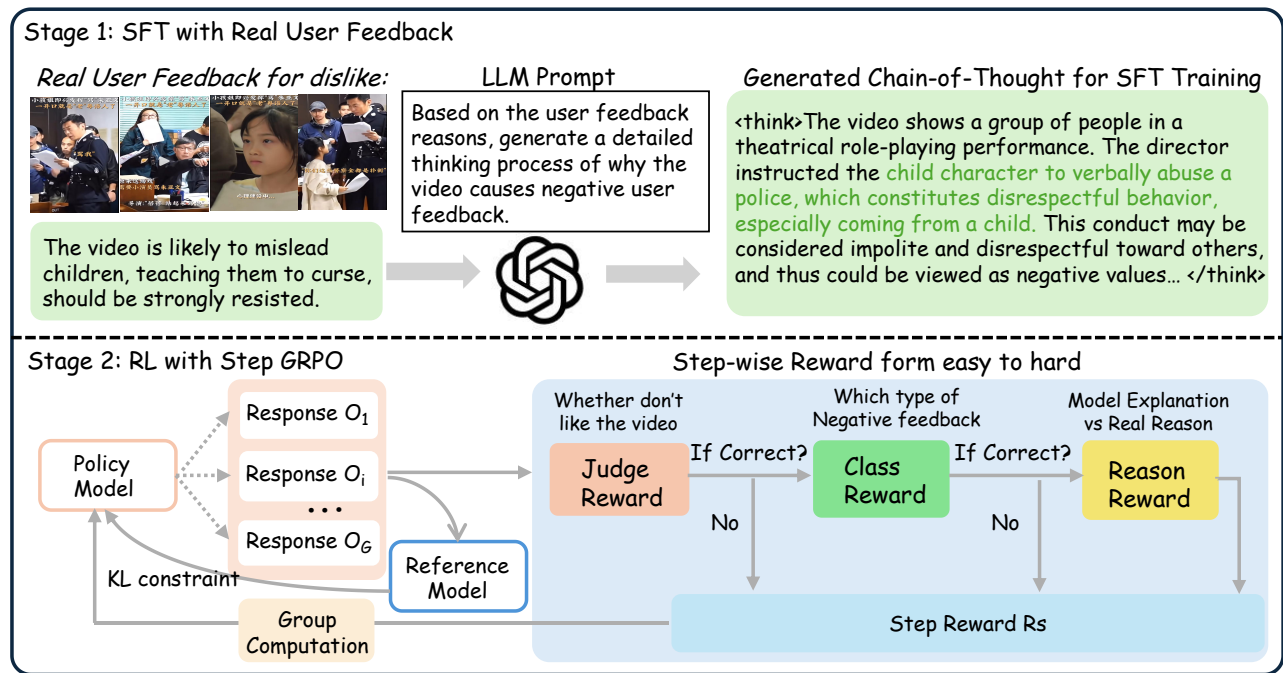 Stage 1: SFT with Real User Feedback
Real User Feedback for dislike:
The video is likely to mislead
children, teaching them to curse,
should be strongly resisted.
LLM Prompt
Based on the user feedback
reasons, generate a detailed
thinking process of why the
video causes negative user
feedback.
Generated Chain-of-Thought for SFT Training
<think>The video shows a group of people in a
theatrical role-playing performance. The director
instructed the child character to verbally abuse a
police, which constitutes disrespectful behavior,
especially coming from a child. This conduct may be
considered impolite and disrespectful toward others,
and thus could be viewed as negative values... </think>
Stage 2: RL with Step GRPO
Step-wise Reward form easy to hard
Policy
Model
Response O1
Response Oi
...
Response OG
KL constraint
Reference
Model
Group
Computation
Whether don't
like the video
Judge
Reward
If Correct?
No
Which type of
Negative feedback
Class
Reward
If Correct?
No
Model Explanation
vs Real Reason
Reason
Reward
Step Reward Rs